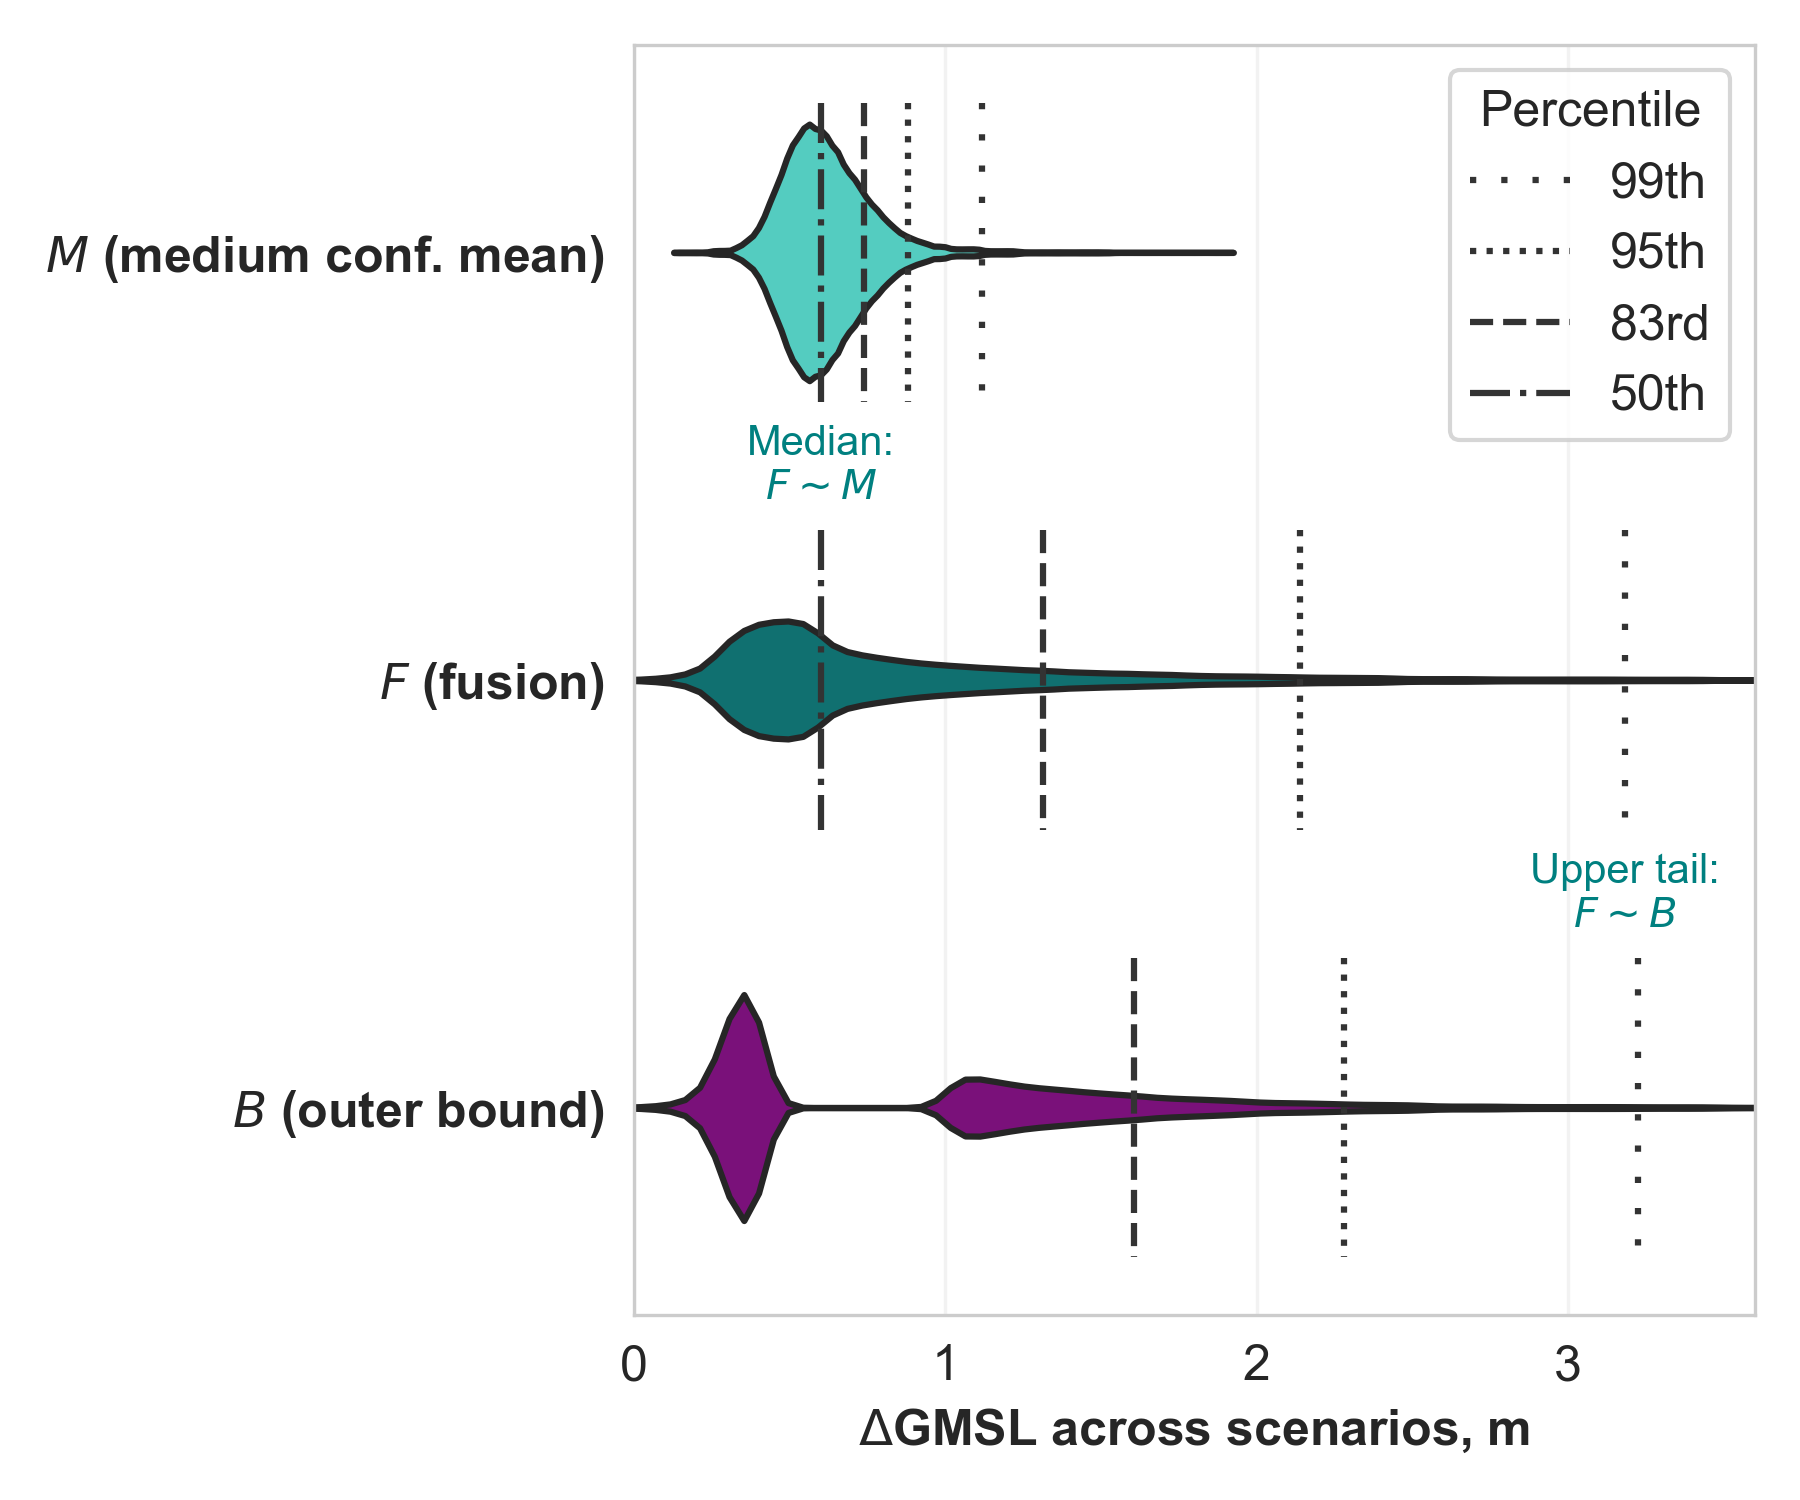 Percentile
99th
95th
83rd
50th
M (medium conf. mean)
Median:
F ~ M
F (fusion)
Upper tail:
F ~ B
B (outer bound)
0 1 2 3
ΔGMSL across scenarios, m